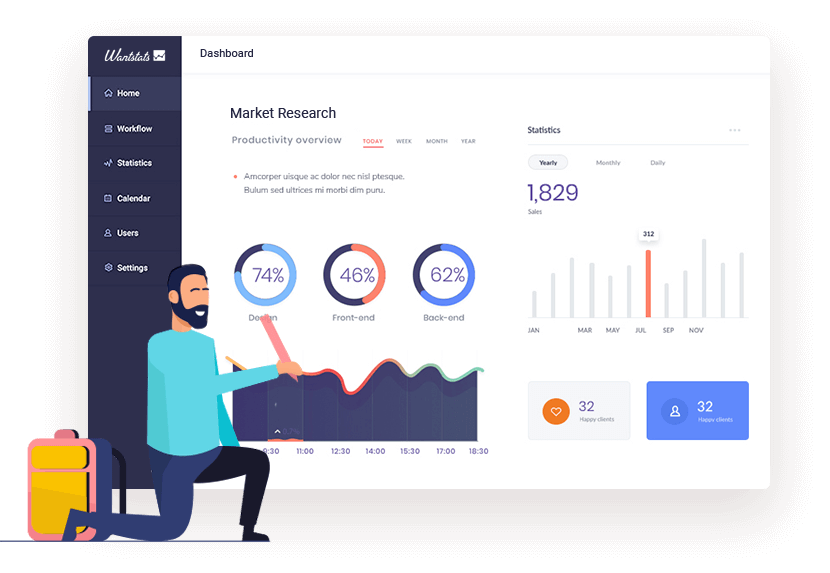 Wantstats
Dashboard
Home
Workflow
Statistics
Calendar
Users
Settings
Market Research
Productivity overview
TODAY WEEK MONTH YEAR
Amcorper uisque ac dolor nec nisl ptesque.
Bulum sed ultrices mi morbi dim puru.
74% 46% 62%
Design Front-end Back-end
11:00 12:30 14:00 15:30 17:00 18:30
Statistics
Yearly Monthly Daily
1,829
Sales
312
JAN MAR MAY JUL SEP NOV
32
Happy clients
32
Happy clients